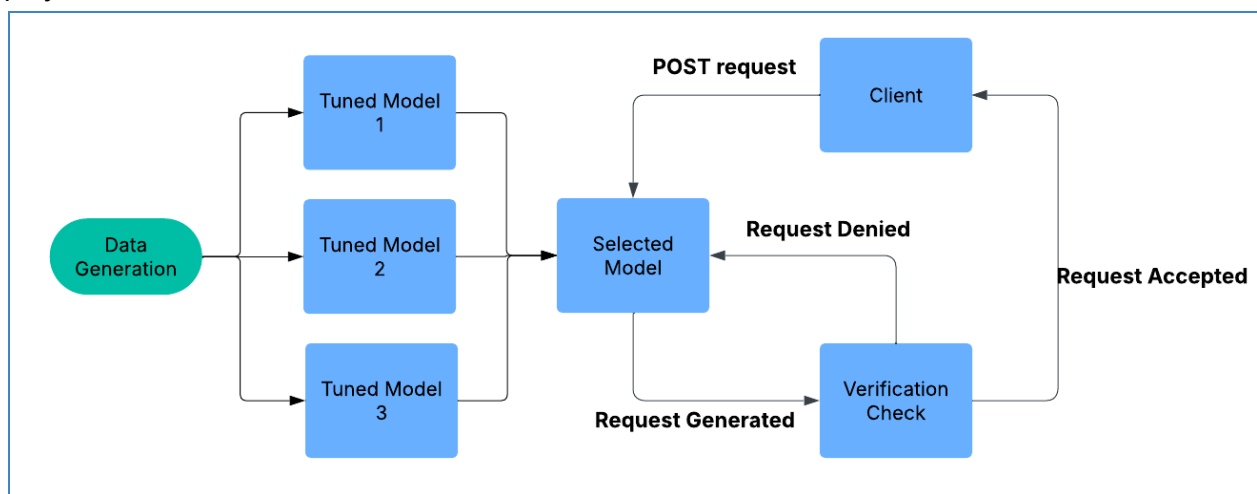 Data
Generation
Tuned Model
1
Tuned Model
2
Tuned Model
3
Selected
Model
POST request
Client
Request Denied
Request Accepted
Request Generated
Verification
Check